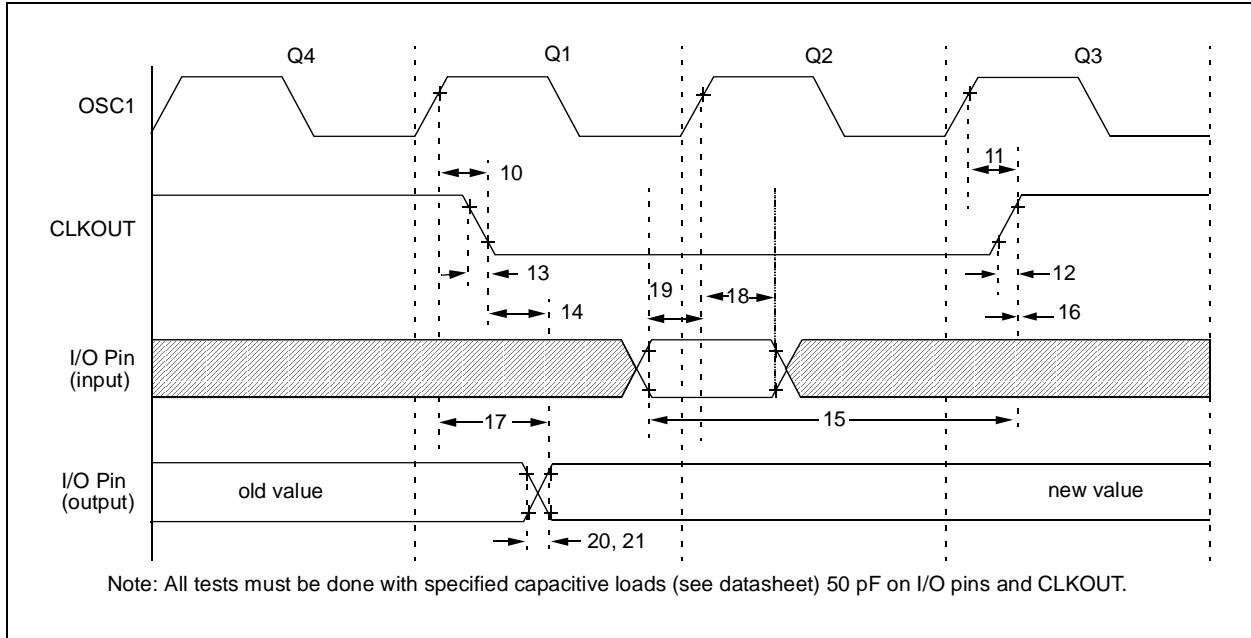 Q4
Q1
Q2
Q3
OSC1
10
11
CLKOUT
13
12
19
18
14
16
I/O Pin
(input)
17
15
I/O Pin
(output)
old value
new value
20, 21
Note: All tests must be done with specified capacitive loads (see datasheet) 50 pF on I/O pins and CLKOUT.